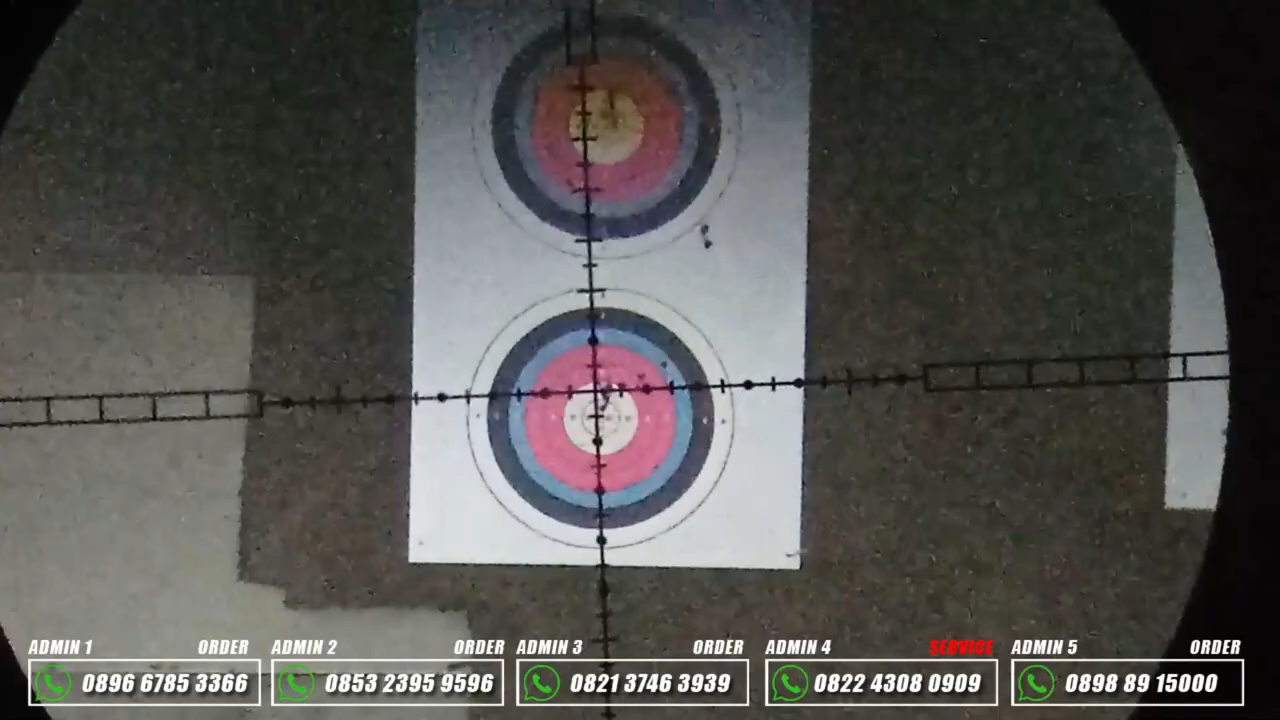 ADMIN 1 ORDER ADMIN 2 ORDER ADMIN 3 ORDER ADMIN 4 SERVICE ADMIN 5 ORDER
0896 6785 3366 0853 2395 9596 0821 3746 3939 0822 4308 0909 0898 89 15000